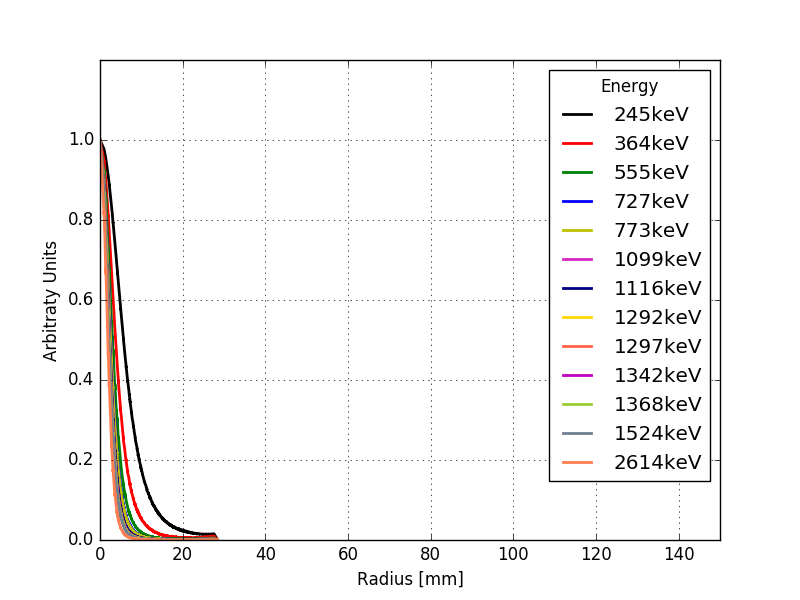 Energy
245keV
364keV
555keV
727keV
773keV
1099keV
1116keV
1292keV
1297keV
1342keV
1368keV
1524keV
2614keV
1.0
0.8
0.6
0.4
0.2
0.0
Arbitraty Units
0 20 40 60 80 100 120 140
Radius [mm]